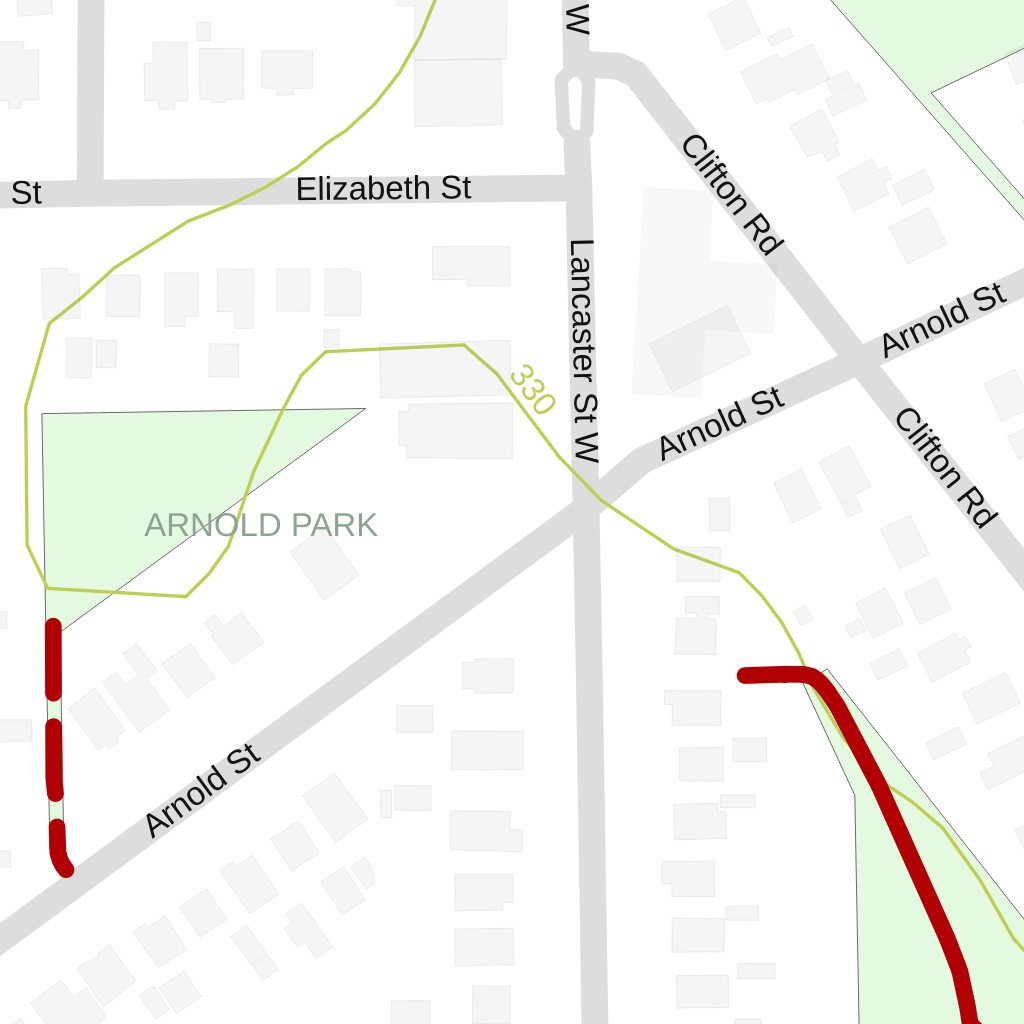 W
Clifton Rd
St
Elizabeth St
Lancaster St W
Arnold St
Arnold St
330
Clifton Rd
ARNOLD PARK
Arnold St